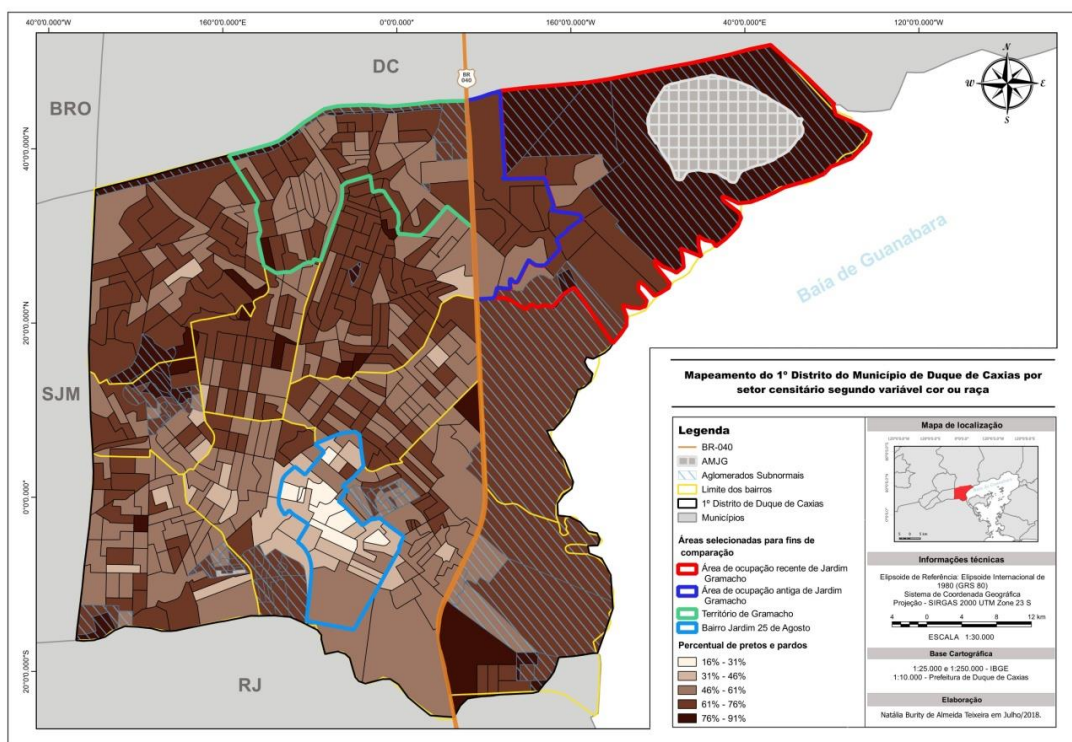 40°0'0.000"W
160°0'0.000"E
0°0'0.000"
160°0'0.000"W
40°0'0.000"E
120°0'0.000"W
DC
BR
040
BRO
N
W
E
S
40°0'0.000"N
Baía de Guanabara
20°0'0.000"N
SJM
0°0'0.000"
20°0'0.000"S
RJ
Mapeamento do 1º Distrito do Município de Duque de Caxias por
setor censitário segundo variável cor ou raça
Legenda
BR-040
AMJG
Aglomerados Subnormais
Limite dos bairros
1º Distrito de Duque de Caxias
Municípios
Áreas selecionadas para fins de
comparação
Área de ocupação recente de Jardim
Gramacho
Área de ocupação antiga de Jardim
Gramacho
Território de Gramacho
Bairro Jardim 25 de Agosto
Percentual de pretos e pardos
16% - 31%
31% - 46%
46% - 61%
61% - 76%
76% - 91%
Mapa de localização
Informações técnicas
Elipsoide de Referência: Elipsoide Internacional de
1980 (GRS 80)
Sistema de Coordenada Geográfica
Projeção - SIRGAS 2000 UTM Zone 23 S
4 0 4 8 12 km
ESCALA 1:30.000
Base Cartográfica
1:25.000 e 1:250.000 - IBGE
1:10.000 - Prefeitura de Duque de Caxias
Elaboração
Natália Burity de Almeida Teixeira em Julho/2018.